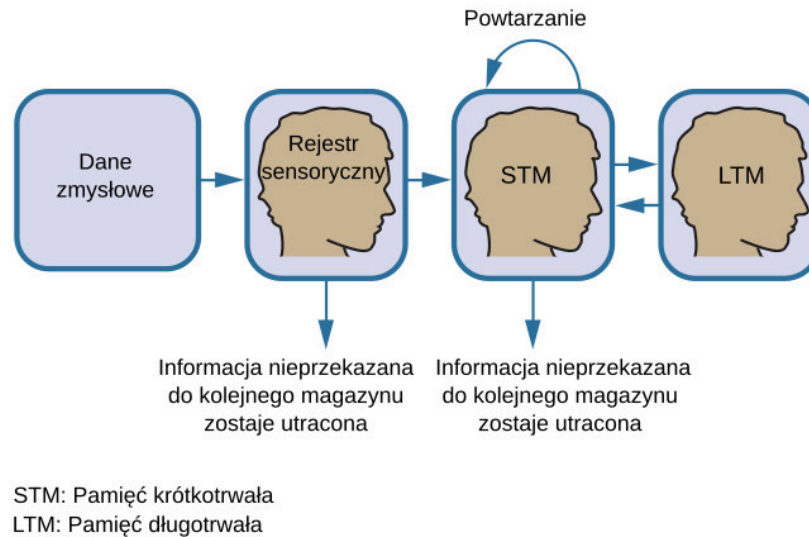 Powtarzanie
Dane
zmysłowe
Rejestr
sensoryczny
STM
LTM
Informacja nieprzekazana
do kolejnego magazynu
zostaje utracona
Informacja nieprzekazana
do kolejnego magazynu
zostaje utracona
STM: Pamięć krótkotrwała
LTM: Pamięć długotrwała